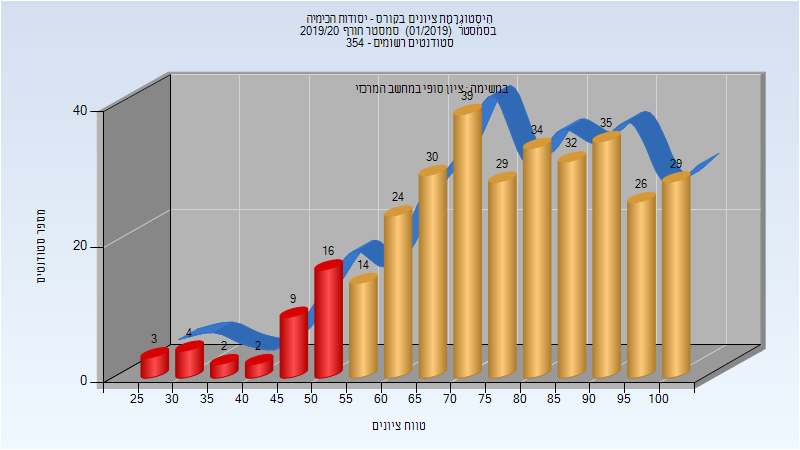 היסטוגרמת ציונים בקורס - יסודות הכימיה
בסמסטר (01/2019) סמסטר חורף 2019/20
סטודנטים רשומים - 354
במשימה: ציון סופי במחשב המרכזי
מספר סטודנטים
40
20
0
3
4
2
2
9
16
14
24
30
39
29
34
32
35
26
29
25 30 35 40 45 50 55 60 65 70 75 80 85 90 95 100
טווח ציונים